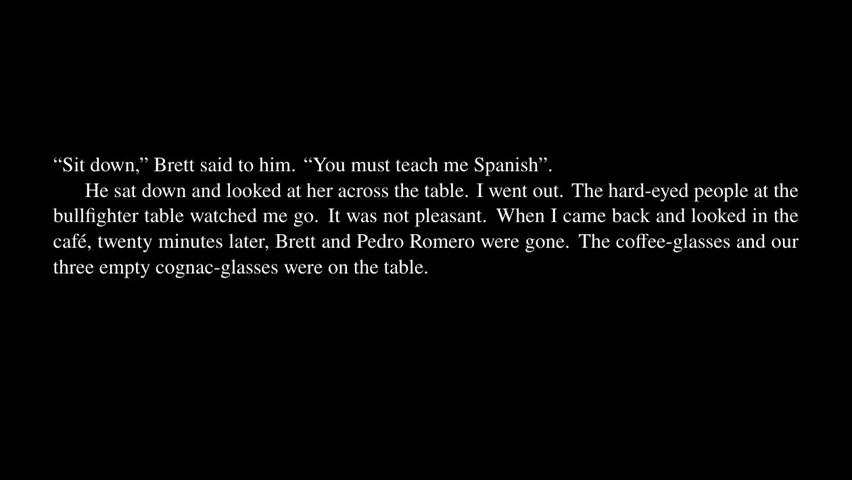 “Sit down,” Brett said to him. “You must teach me Spanish”.
He sat down and looked at her across the table. I went out. The hard-eyed people at the
bullfighter table watched me go. It was not pleasant. When I came back and looked in the
café, twenty minutes later, Brett and Pedro Romero were gone. The coffee-glasses and our
three empty cognac-glasses were on the table.